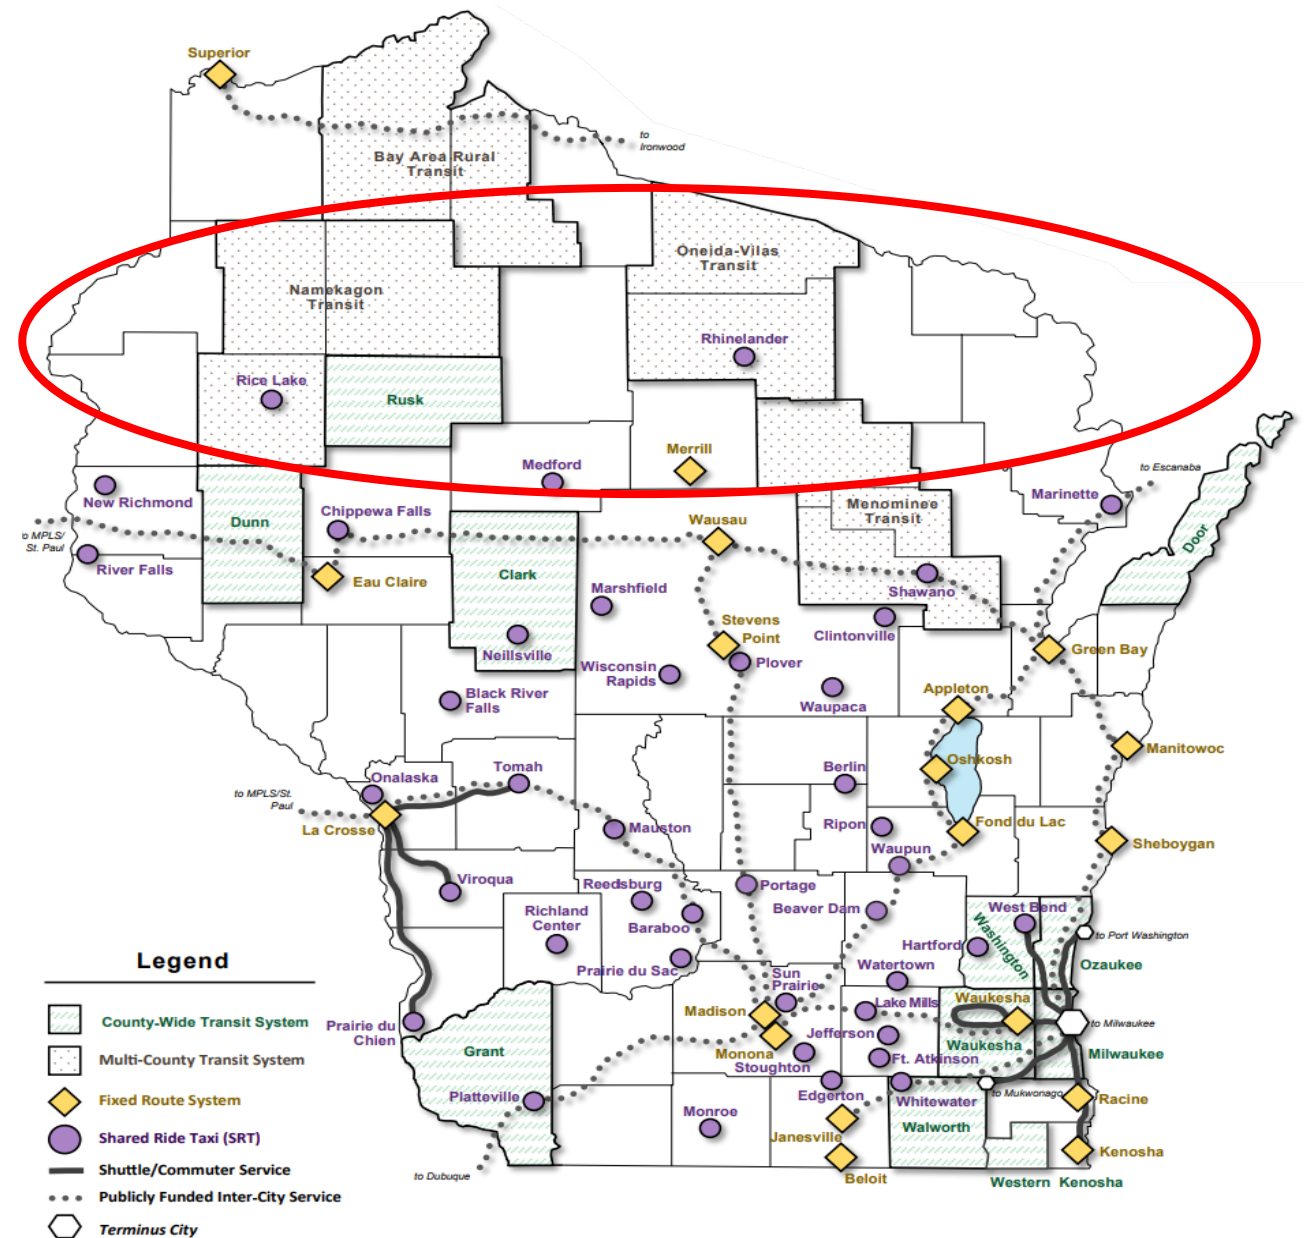 Superior
to
Ironwood
Bay Area Rural
Transit
Oneida-Vilas
Transit
Namekagon
Transit
Rhinelander
Rice Lake
Rusk
Merrill
Medford
to Escanaba
New Richmond
Marinette
Dunn
Chippewa Falls
Menominee
Transit
Wausau
o MPLS/
St. Paul
Door
River Falls
Eau Claire
Clark
Marshfield
Shawano
Stevens
Point
Clintonville
Neillsville
Plover
Green Bay
Wisconsin
Rapids
Black River
Falls
Waupaca
Appleton
Manitowoc
Onalaska
Tomah
Berlin
Oshkosh
to MPLS/St.
Paul
La Crosse
Mauston
Ripon
Fond du Lac
Waupun
Sheboygan
Viroqua
Reedsburg
Portage
Richland
Center
Baraboo
Beaver Dam
West Bend
Washington
to Port Washington
Hartford
Prairie du Sac
Watertown
Ozaukee
Sun
Prairie
Legend
County-Wide Transit System
Multi-County Transit System
Fixed Route System
Shared Ride Taxi (SRT)
Shuttle/Commuter Service
Publicly Funded Inter-City Service
Terminus City
Prairie du
Chien
Madison
Lake Mills
Waukesha
to Milwaukee
Grant
Monona
Jefferson
Waukesha
Milwaukee
Stoughton
Ft. Atkinson
Platteville
Edgerton
Whitewater
to Mukwonago
Racine
Monroe
Janesville
Walworth
Kenosha
to Dubuque
Beloit
Western Kenosha